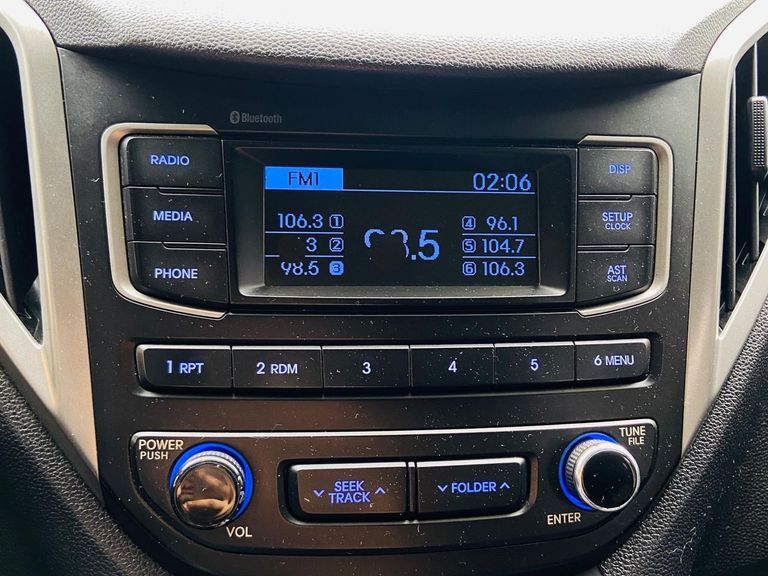 Bluetooth
RADIO
MEDIA
PHONE
FM1 02:06
106.3 1
3 2
98.5 3
4 96.1
5 104.7
6 106.3
DISP
SETUP
CLOCK
AST
SCAN
1 RPT
2 RDM
3
4
5
6 MENU
POWER
PUSH
VOL
SEEK
TRACK
FOLDER
TUNE
FILE
ENTER